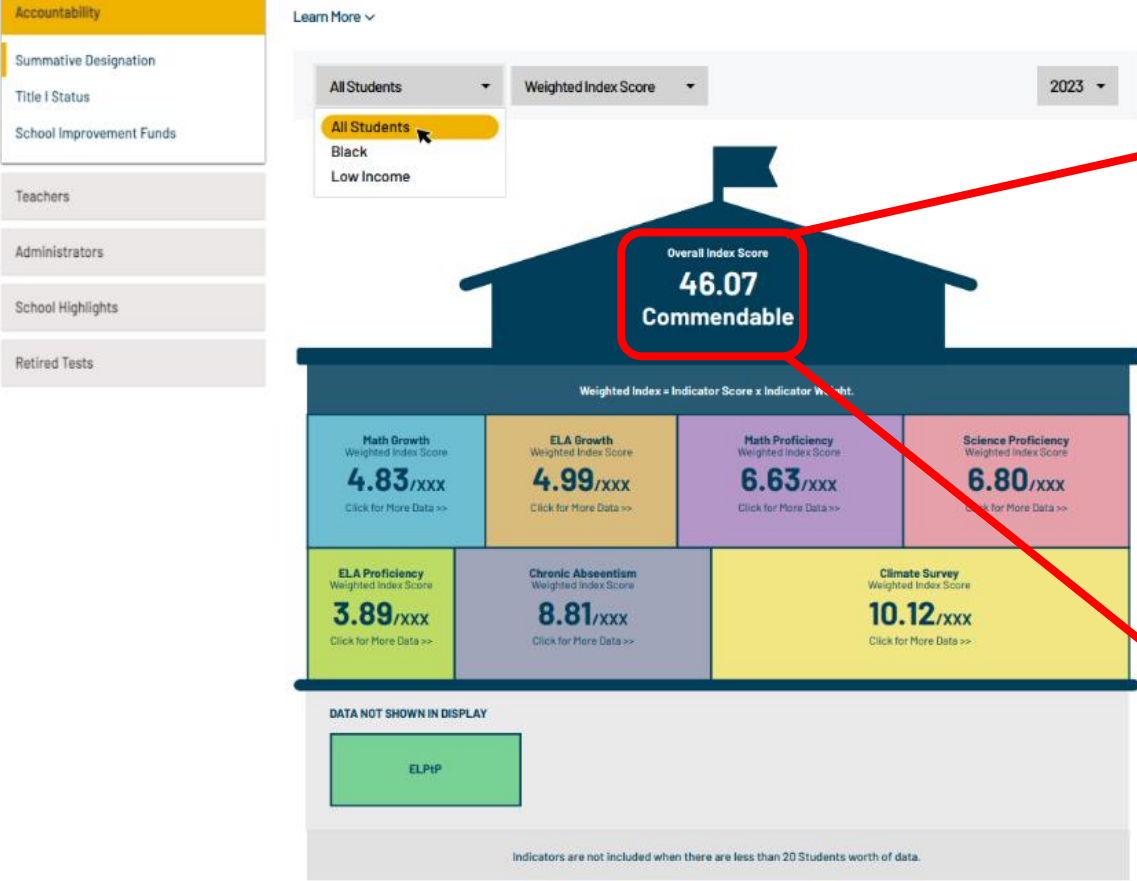 Accountability
Summative Designation
Title I Status
School Improvement Funds
Teachers
Administrators
School Highlights
Retired Tests
Learn More
All Students
Weighted Index Score
2023
All Students
Black
Low Income
Overall Index Score
46.07
Commendable
Weighted Index = Indicator Score x Indicator Weight.
Math Growth
Weighted Index Score
4.83/XXX
Click for More Data >>
ELA Growth
Weighted Index Score
4.99/XXX
Click for More Data >>
Math Proficiency
Weighted Index Score
6.63/XXX
Click for More Data >>
Science Proficiency
Weighted Index Score
6.80/XXX
Click for More Data >>
ELA Proficiency
Weighted Index Score
3.89/XXX
Click for More Data >>
Chronic Abseentism
Weighted Index Score
8.81/XXX
Click for More Data >>
Climate Survey
Weighted Index Score
10.12/XXX
Click for More Data >>
DATA NOT SHOWN IN DISPLAY
ELPtP
Indicators are not included when there are less than 20 Students worth of data.